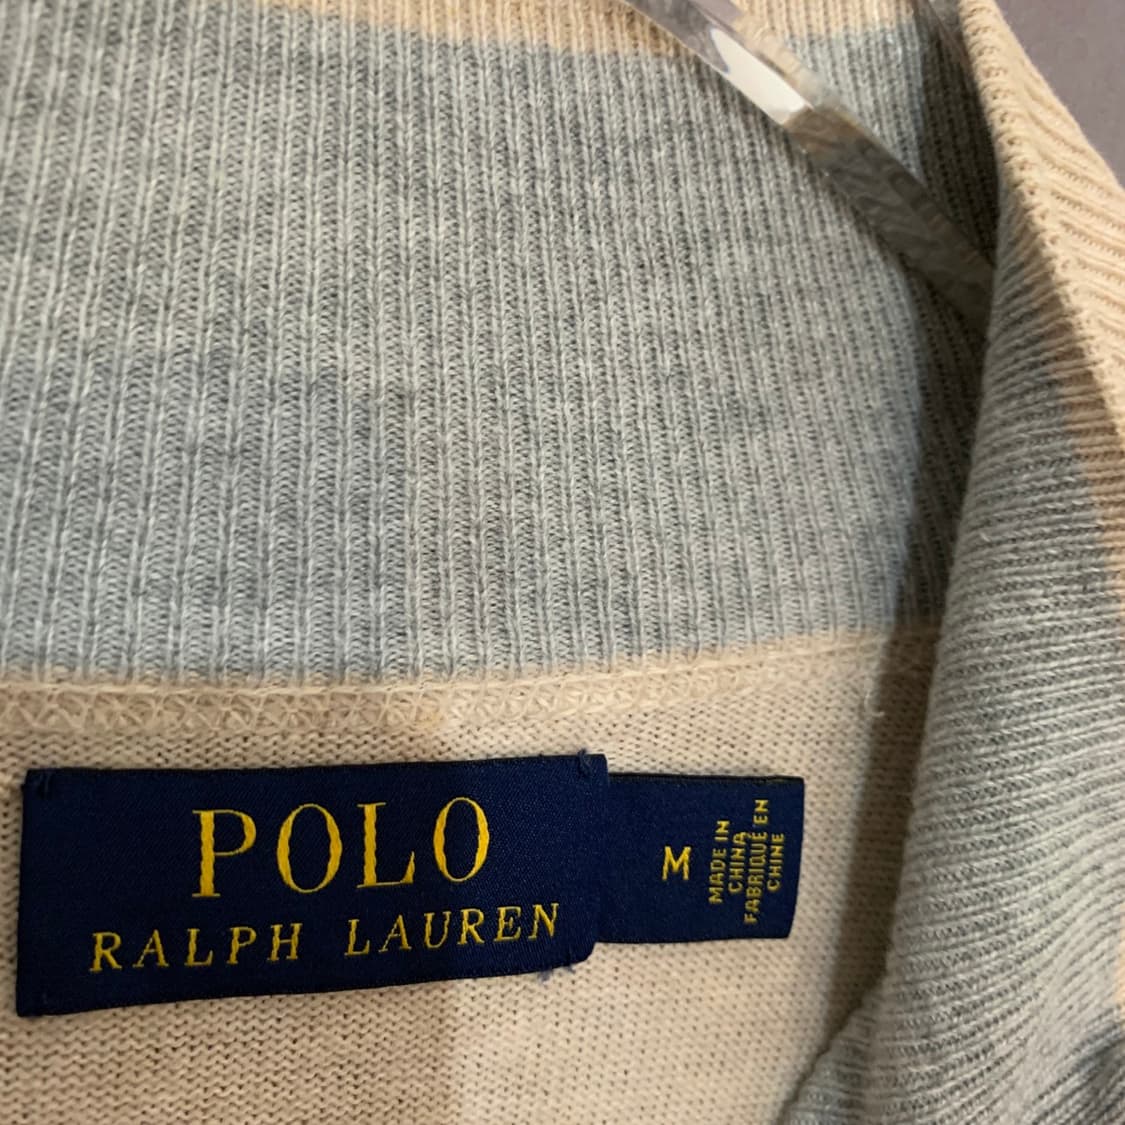 POLO
RALPH LAUREN
M
MADE IN
CHINA
FABRIQUÉ EN
CHINE